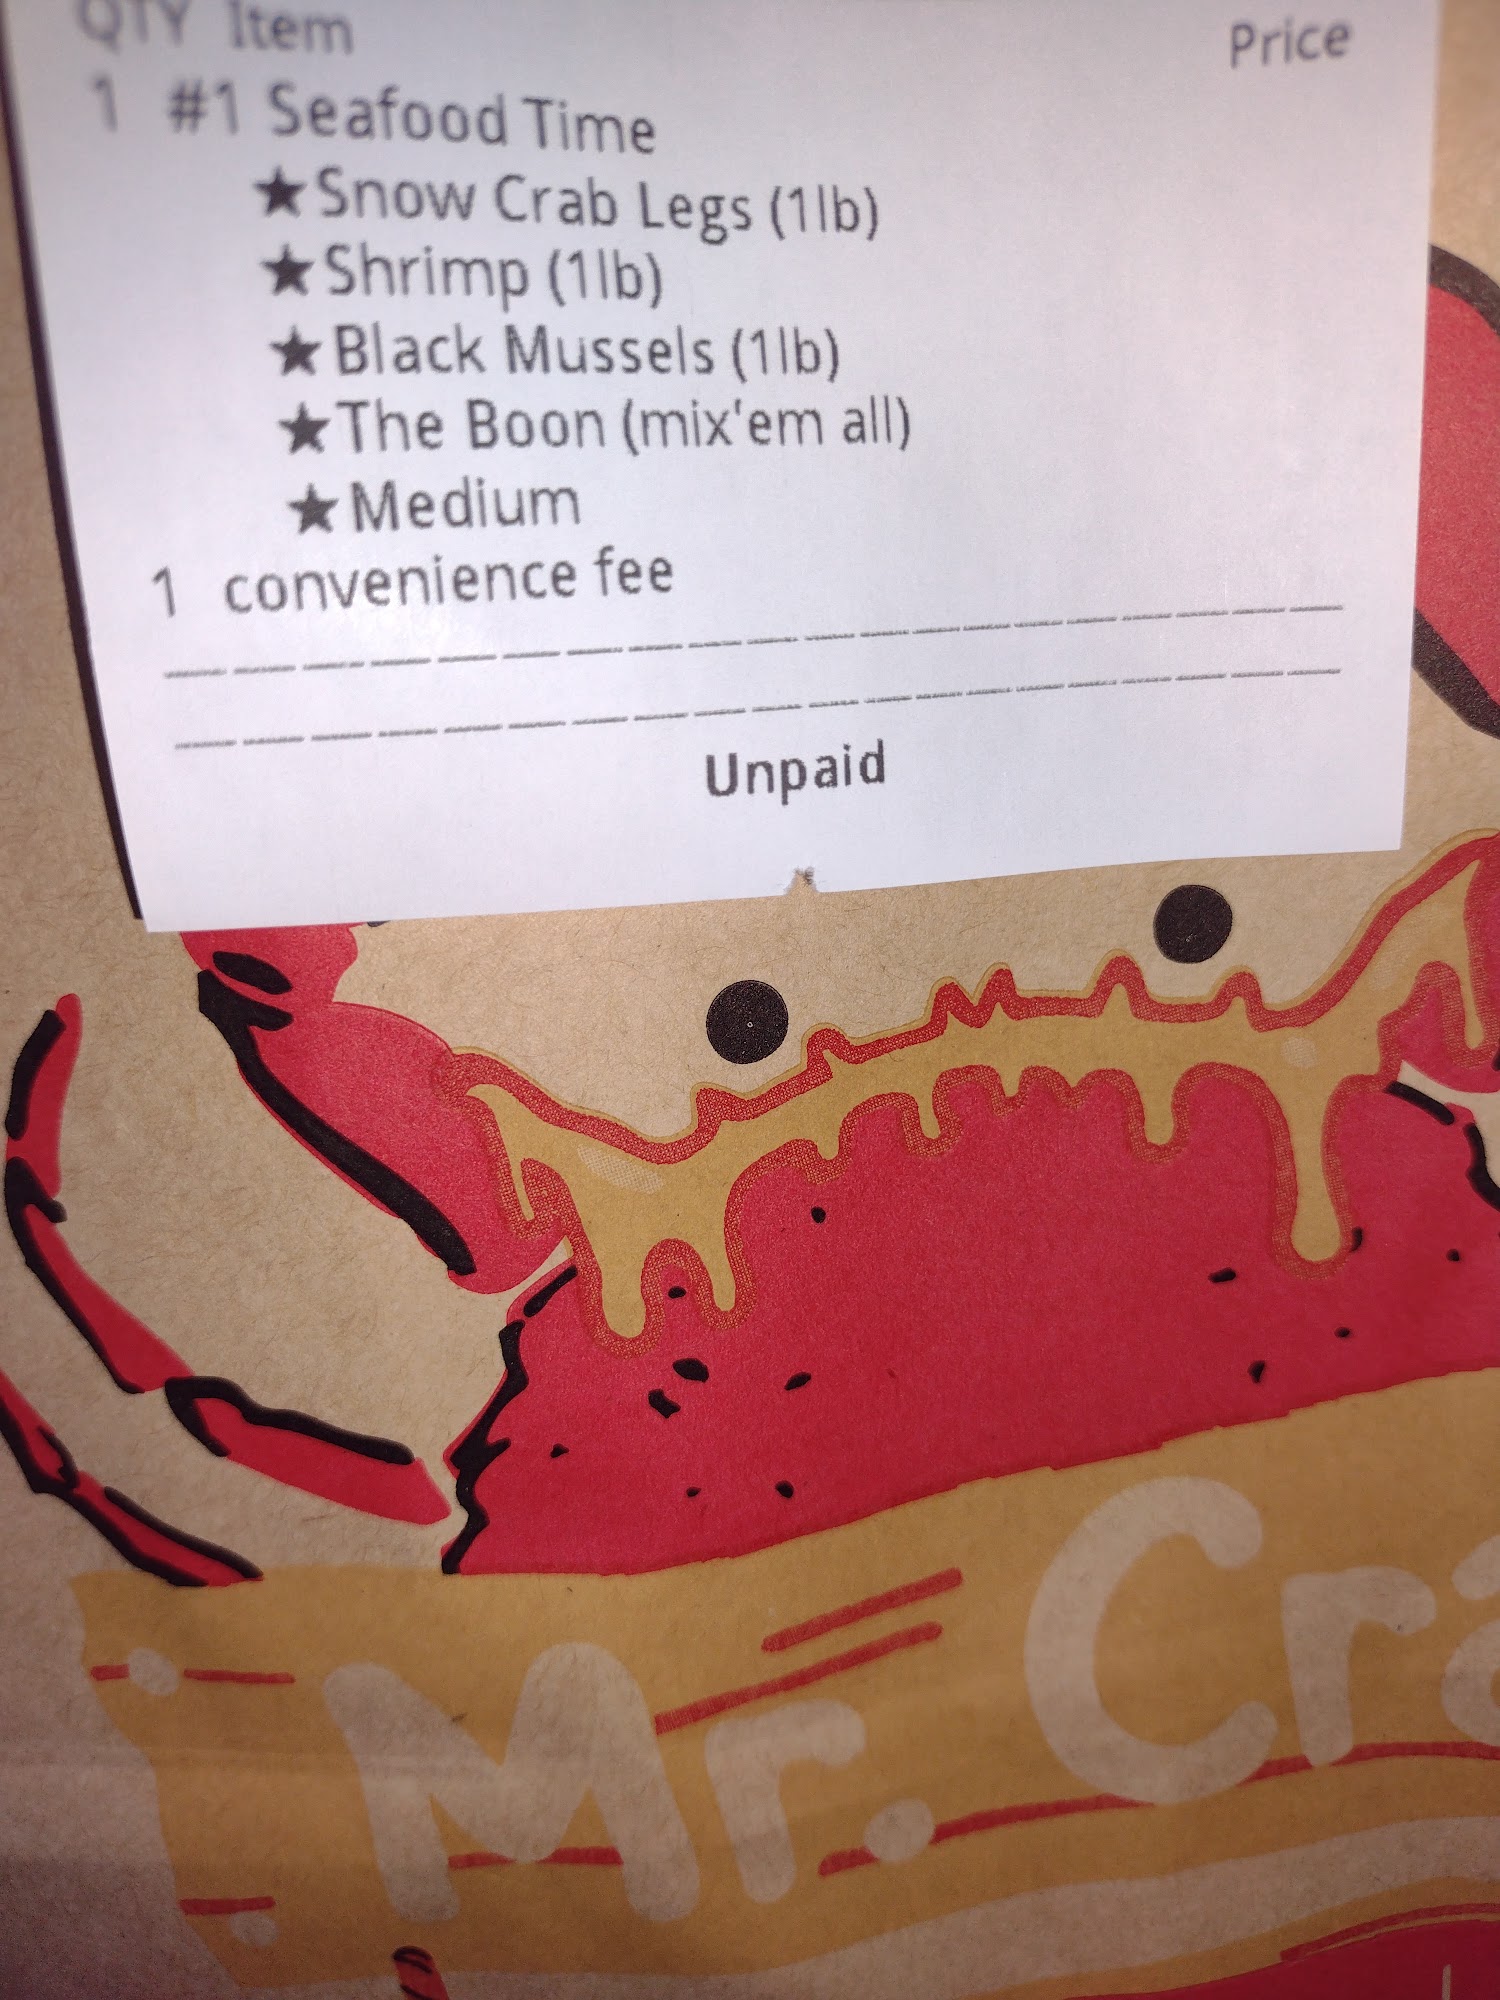 QTY Item Price
1 #1 Seafood Time
★Snow Crab Legs (1lb)
★Shrimp (1lb)
★Black Mussels (1lb)
★The Boon (mix'em all)
★Medium
1 convenience fee
Unpaid
Mr. Cra